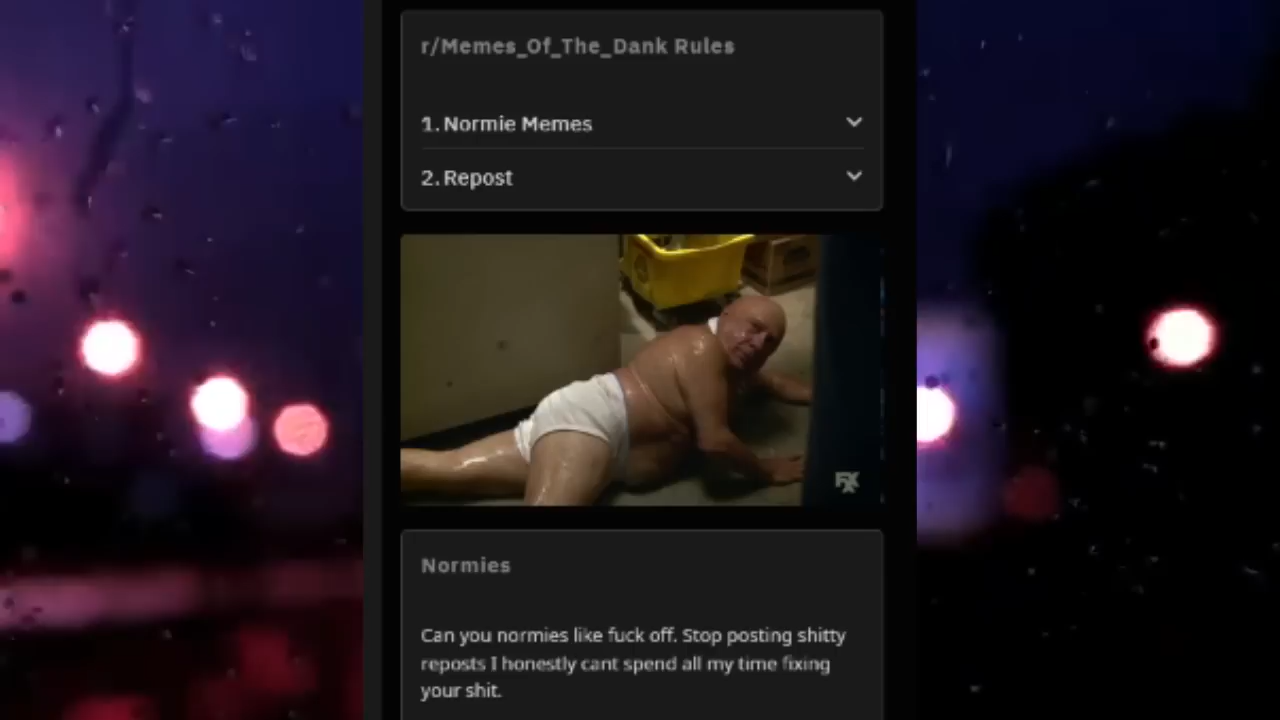 r/Memes_Of_The_Dank Rules
1. Normie Memes
2. Repost
FX
Normies
Can you normies like fuck off. Stop posting shitty
reposts I honestly cant spend all my time fixing
your shit.